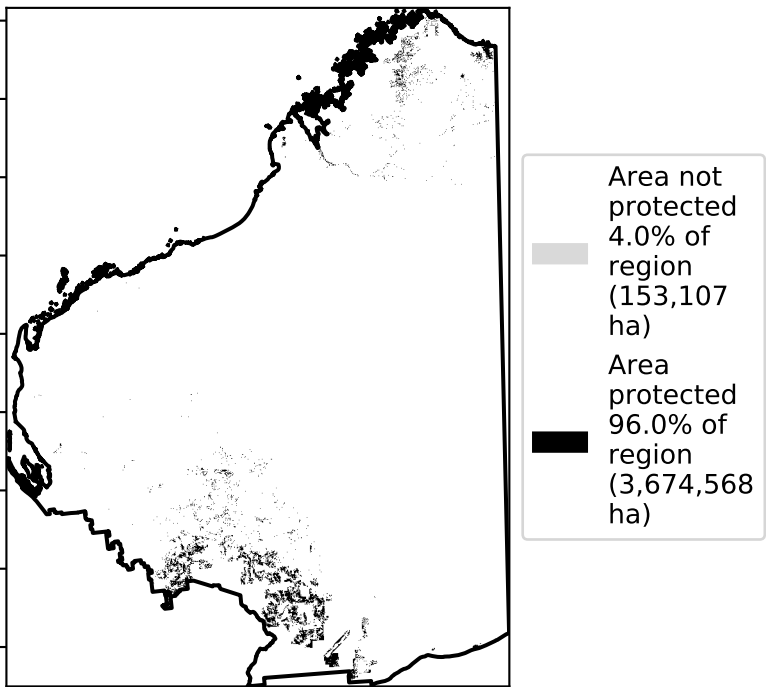 Area not
protected
4.0% of
region
(153,107
ha)
Area
protected
96.0% of
region
(3,674,568
ha)